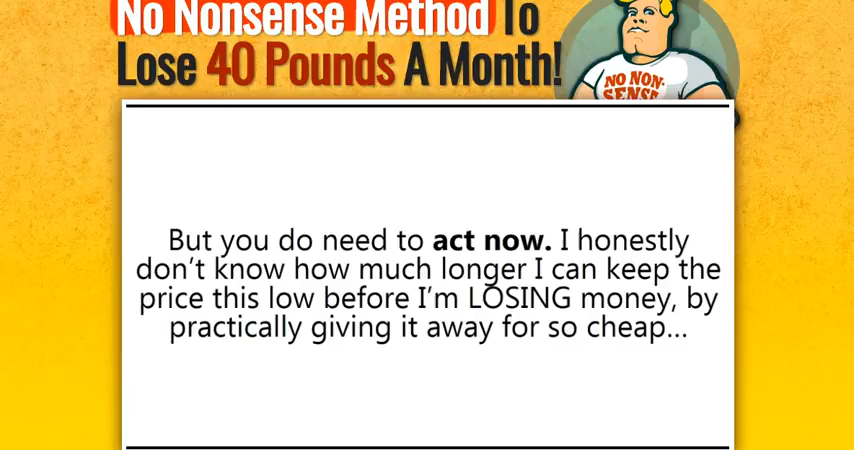 No Nonsense Method To
Lose 40 Pounds A Month!
NO NON-
SENSE
But you do need to act now. I honestly
don’t know how much longer I can keep the
price this low before I’m LOSING money, by
practically giving it away for so cheap...